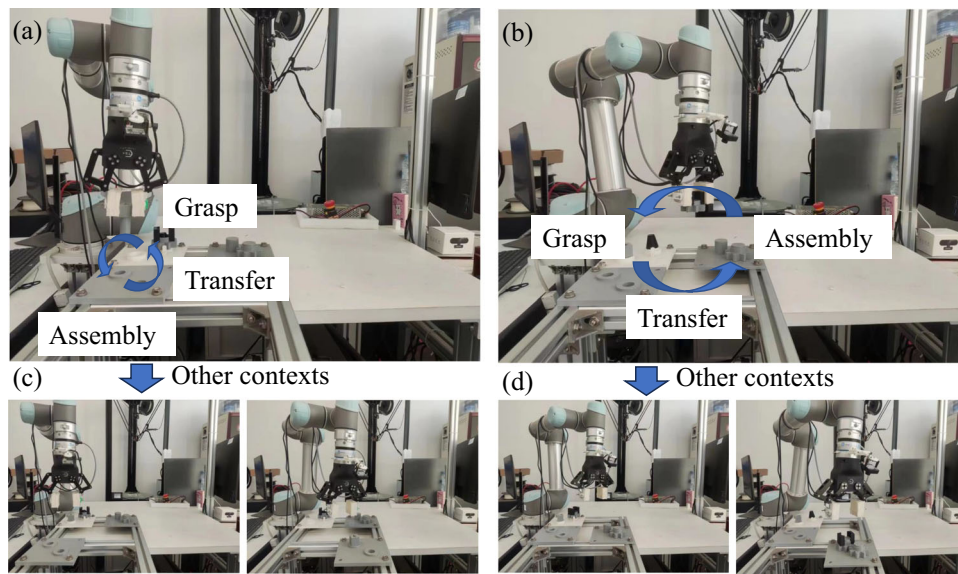 (a)
Grasp
Transfer
Assembly
(b)
Grasp
Assembly
Transfer
(c)
Other contexts
(d)
Other contexts